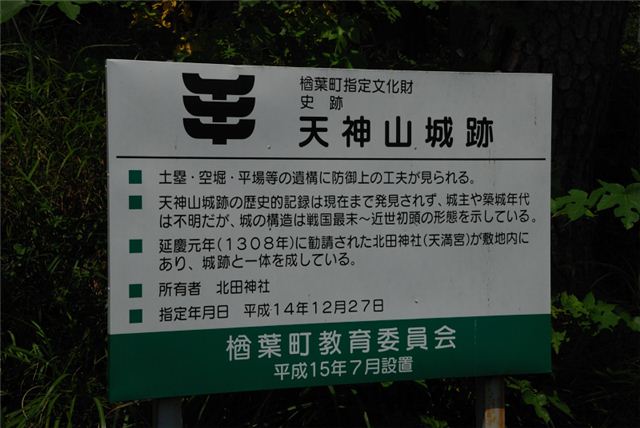 楢葉町指定文化財
史跡
天神山城跡
土塁・空堀・平場等の遺構に防御上の工夫が見られる。
天神山城跡の歴史的記録は現在まで発見されず、城主や築城年代
は不明だが、城の構造は戦国最末～近世初頭の形態を示している。
延慶元年(1308年)に勧請された北田神社(天満宮)が敷地内に
あり、城跡と一体を成している。
所有者 北田神社
指定年月日 平成14年12月27日
楢葉町教育委員会
平成15年7月設置